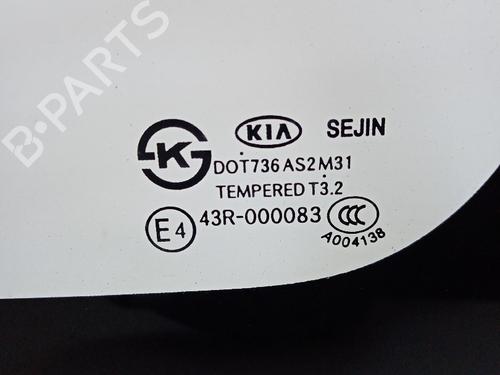 B-PARTS
K KIA SEJIN
DOT736 AS2 M31
TEMPERED T3.2
E4 43R-000083 CCC
A004138